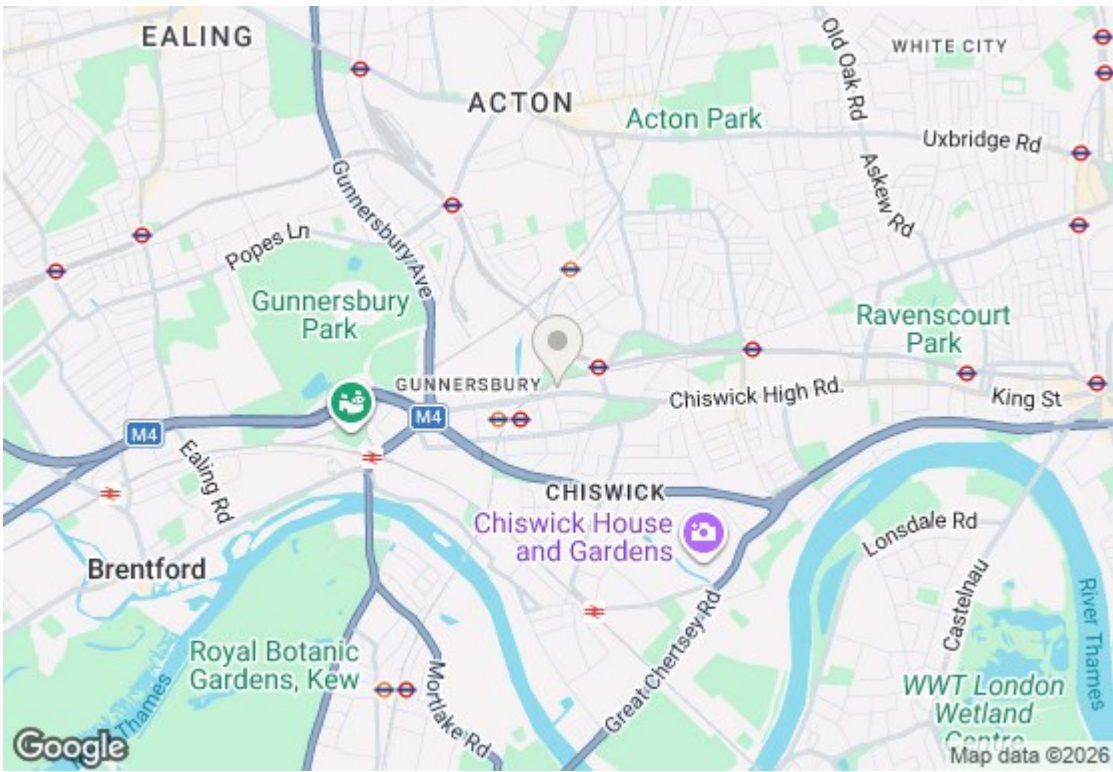 EALING
WHITE CITY
Old Oak Rd
ACTON
Acton Park
Uxbridge Rd
Gunnersbury Ave
Askew Rd
Popes Ln
Gunnersbury
Park
Ravenscourt
Park
GUNNERSBURY
Chiswick High Rd.
King St
M4
M4
Ealing Rd
CHISWICK
Chiswick House
and Gardens
Lonsdale Rd
Brentford
Castelnau
River Thames
Royal Botanic
Gardens, Kew
Great Chertsey Rd
Mortlake Rd
Thames
WWT London
Wetland
Centre
Google
Map data ©2026